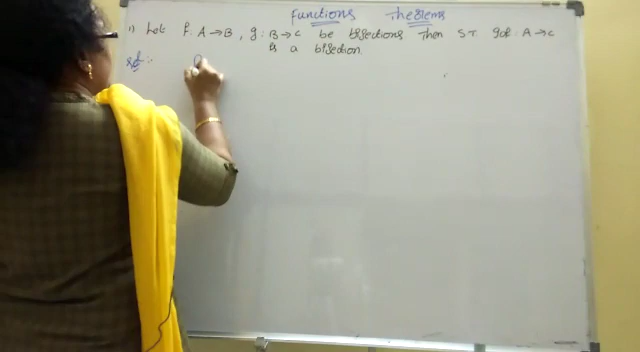 Functions Theorems
1) Let f: A→B, g: B→C be bijections Then S.T. gof: A→C
is a bijection
Sol:-